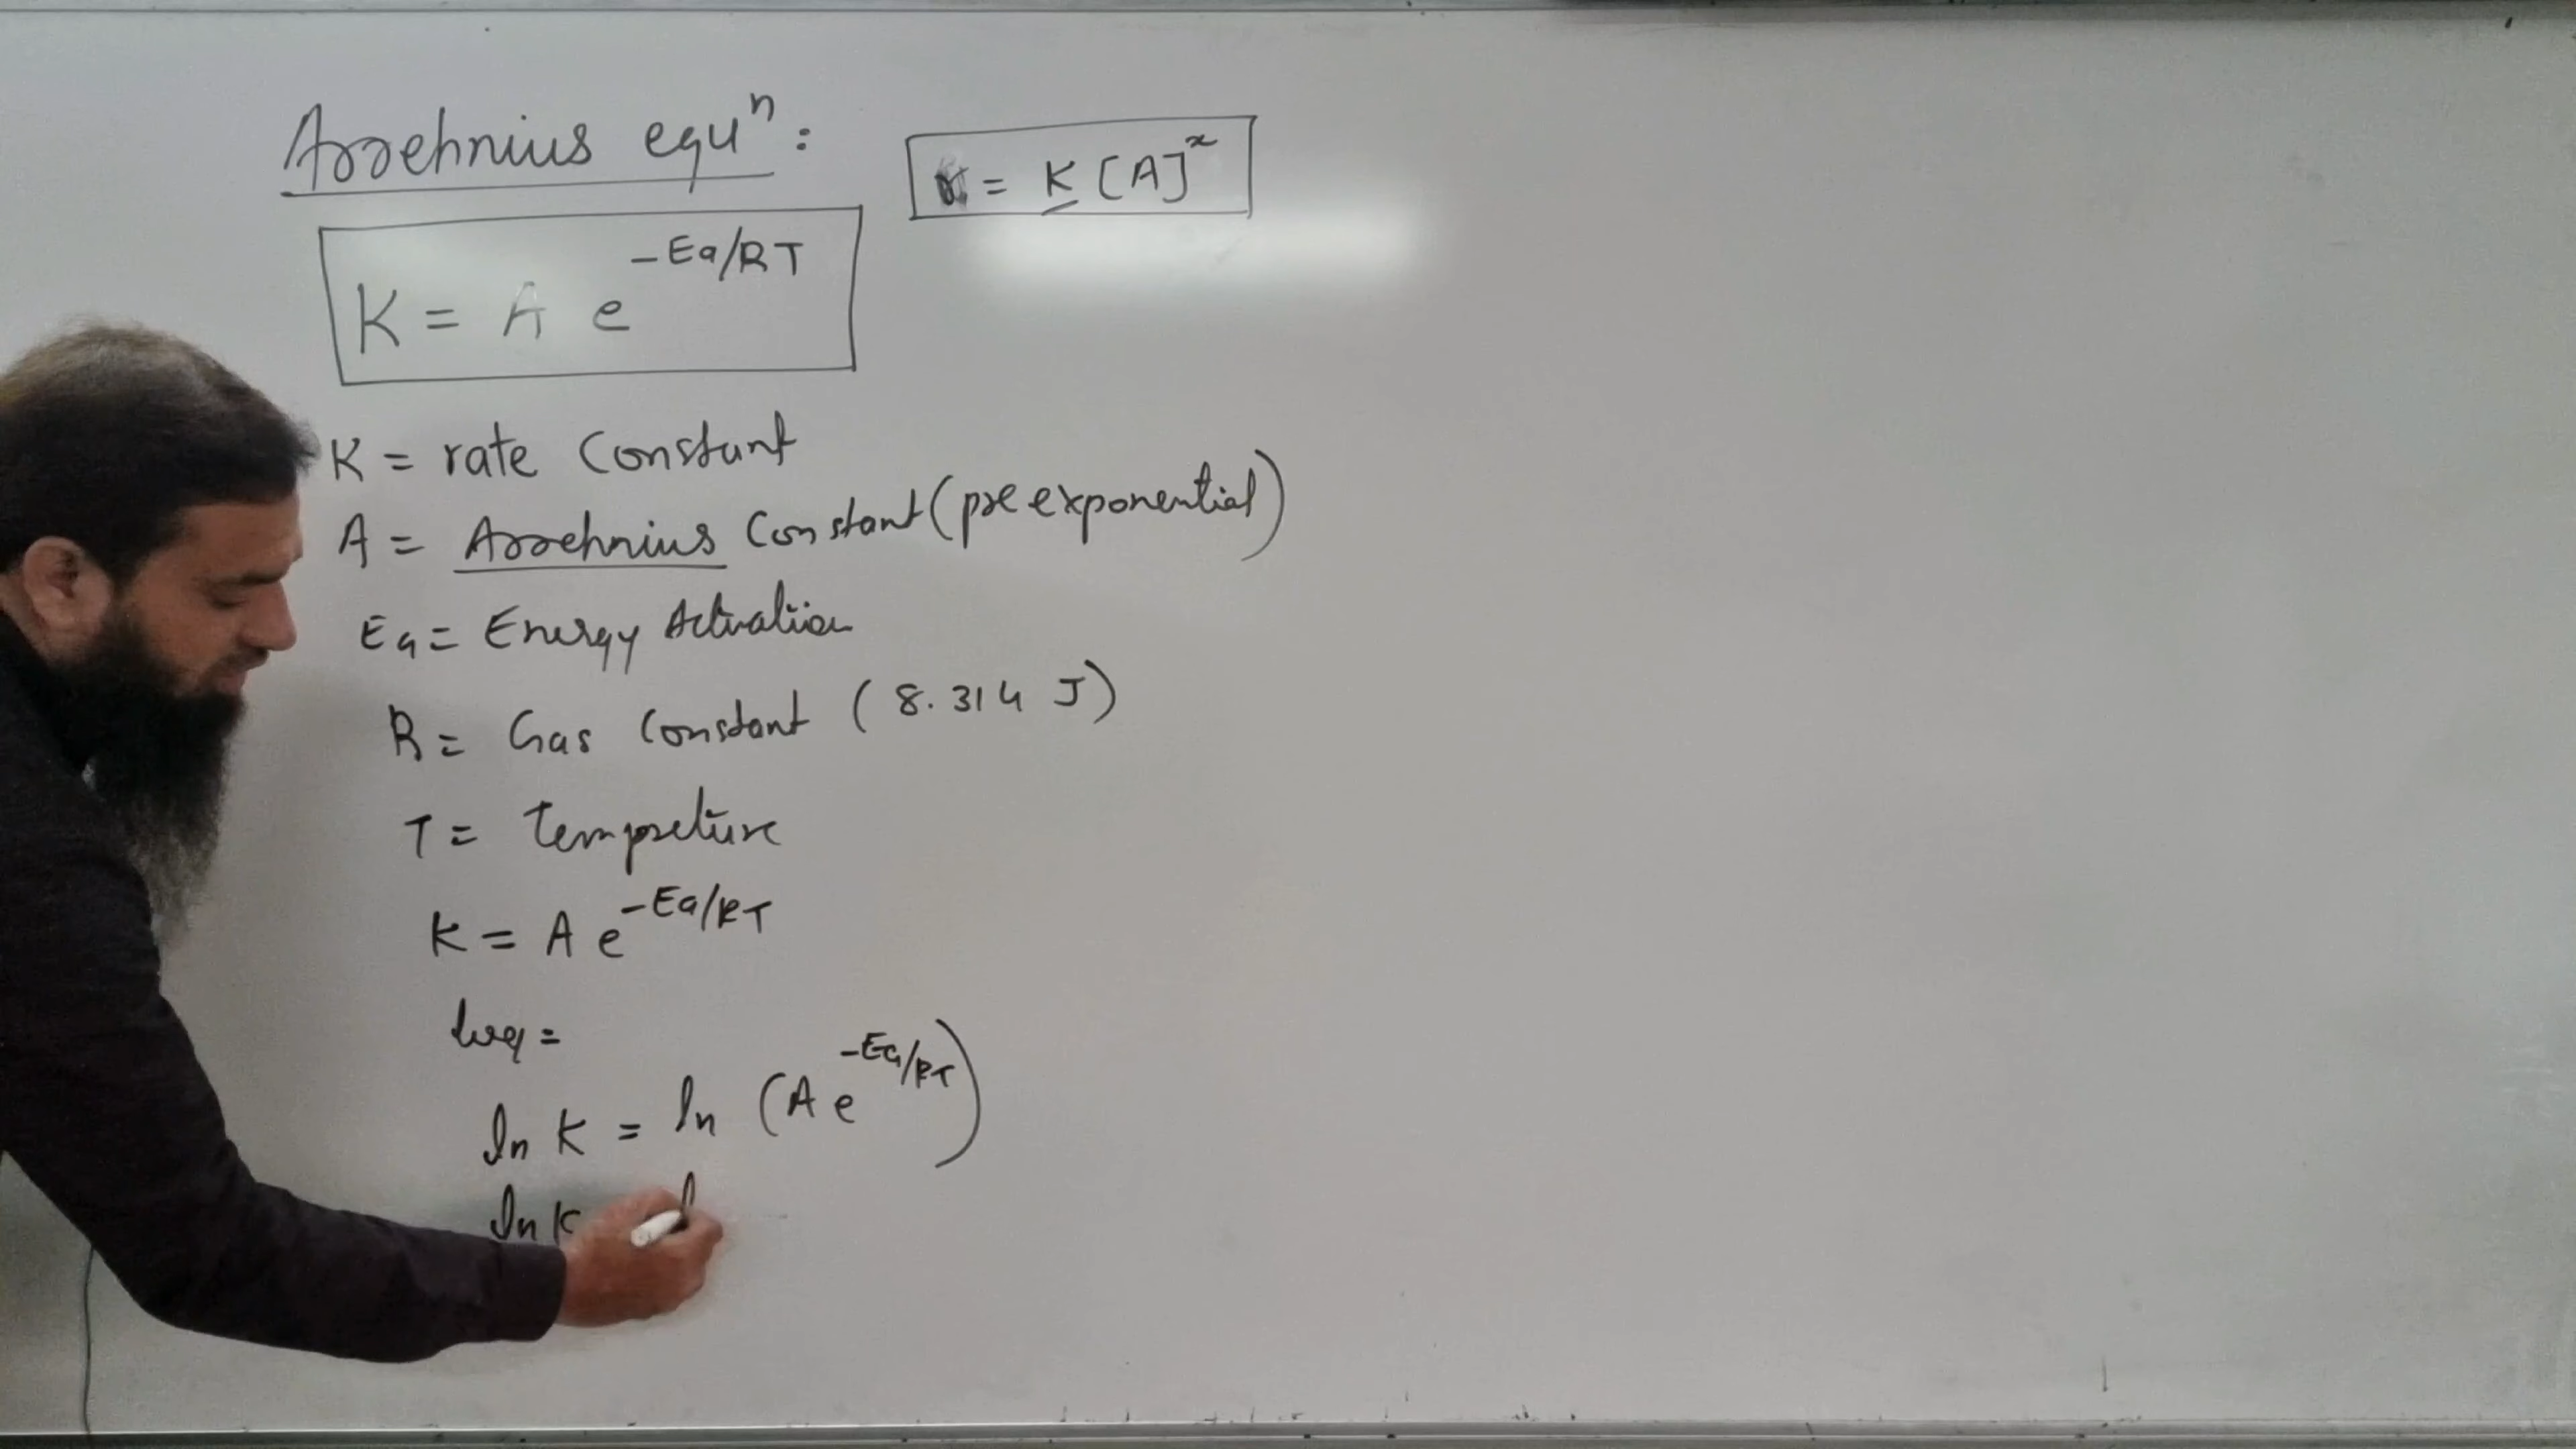 Arrehnius equⁿ:
r = K [A]ˣ
K = A e^-Ea/RT
K = rate Constant
A = Arrehnius Constant (pre exponential)
Ea = Energy Activation
R = Gas Constant (8.314 J)
T = Tempreture
K = A e^-Ea/RT
log =
ln K = ln (A e^-Ea/RT)
ln K